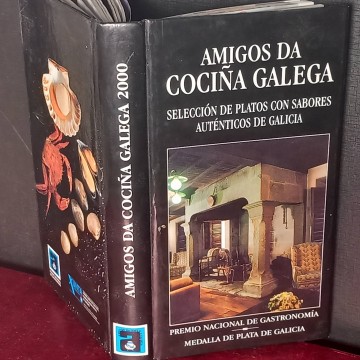 AMIGOS DA
COCIÑA GALEGA
SELECCIÓN DE PLATOS CON SABORES
AUTÉNTICOS DE GALICIA
PREMIO NACIONAL DE GASTRONOMÍA
MEDALLA DE PLATA DE GALICIA
AMIGOS DA COCIÑA GALEGA 2000
a